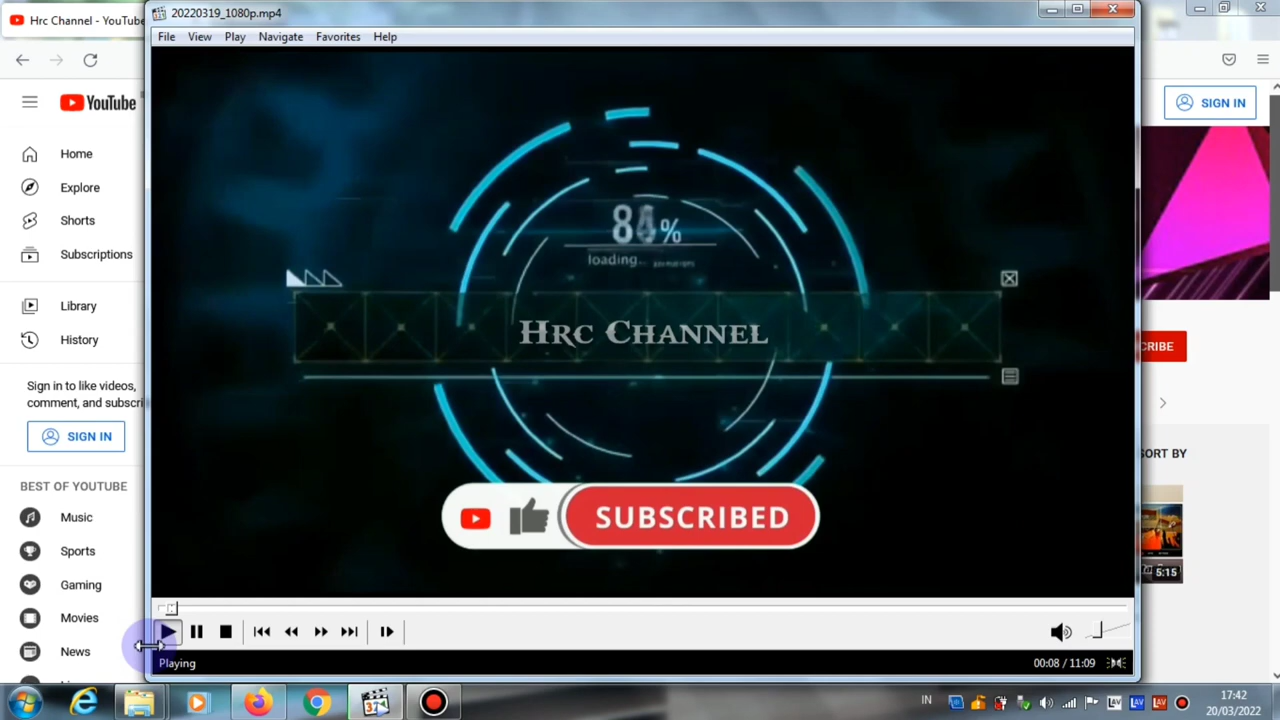 Hrc Channel - YouTube
20220319_1080p.mp4
File View Play Navigate Favorites Help
YouTube
SIGN IN
Home
Explore
Shorts
Subscriptions
Library
History
Sign in to like videos,
comment, and subscri
SIGN IN
BEST OF YOUTUBE
Music
Sports
Gaming
Movies
News
84%
loading...
HRC CHANNEL
SUBSCRIBED
CRIBE
SORT BY
5:15
Playing
00:08 / 11:09
IN
LAV
LAV
LAV
17:42
20/03/2022